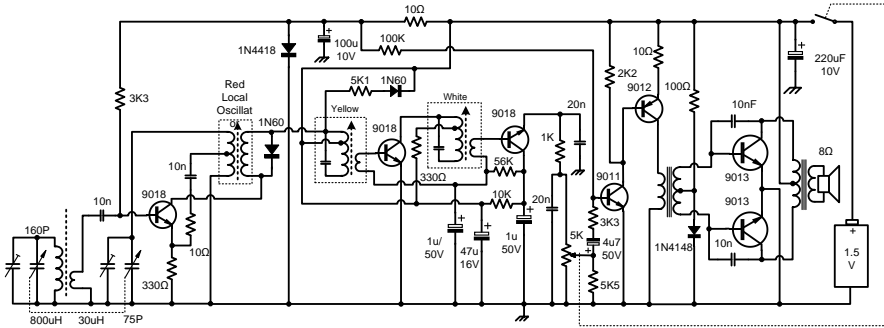 10Ω
1N4418
100u
10V
100K
10Ω
9012
220uF
10V
5K1
1N60
2K2
100Ω
3K3
Red
Local
Oscillat
or
1N60
Yellow
White
9018
9018
20n
10nF
10n
9018
1K
56K
330Ω
9011
9013
8Ω
10n
9018
10K
20n
3K3
9013
160P
10Ω
1u/
50V
47u
16V
1u
50V
5K
4u7
50V
1N4148
10n
1.5
V
330Ω
5K5
800uH
30uH
75P
+
+
+
+
+
+
+